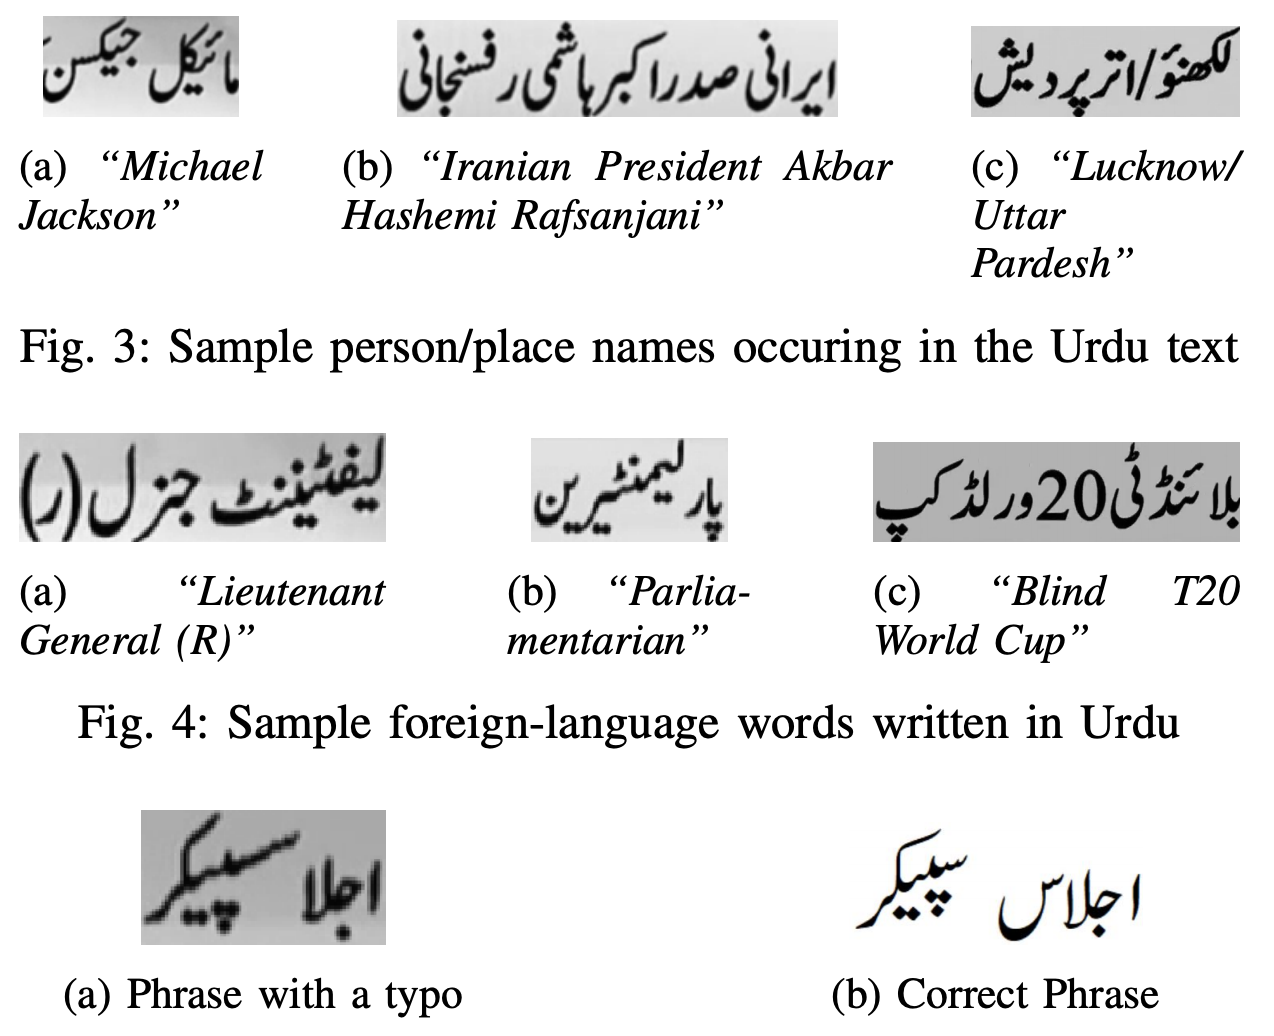 مائیکل جیکسن
ایرانی صدر اکبر ہاشمی رفسنجانی
لکھنؤ/اتر پردیش
(a) “Michael Jackson”
(b) “Iranian President Akbar Hashemi Rafsanjani”
(c) “Lucknow/ Uttar Pardesh”
Fig. 3: Sample person/place names occuring in the Urdu text
لیفٹیننٹ جنرل (ر)
پارلیمنٹیرین
بلائنڈ ٹی 20 ورلڈ کپ
(a) “Lieutenant General (R)”
(b) “Parlia-mentarian”
(c) “Blind T20 World Cup”
Fig. 4: Sample foreign-language words written in Urdu
اجلا سسپیکر
اجلاس سپیکر
(a) Phrase with a typo
(b) Correct Phrase